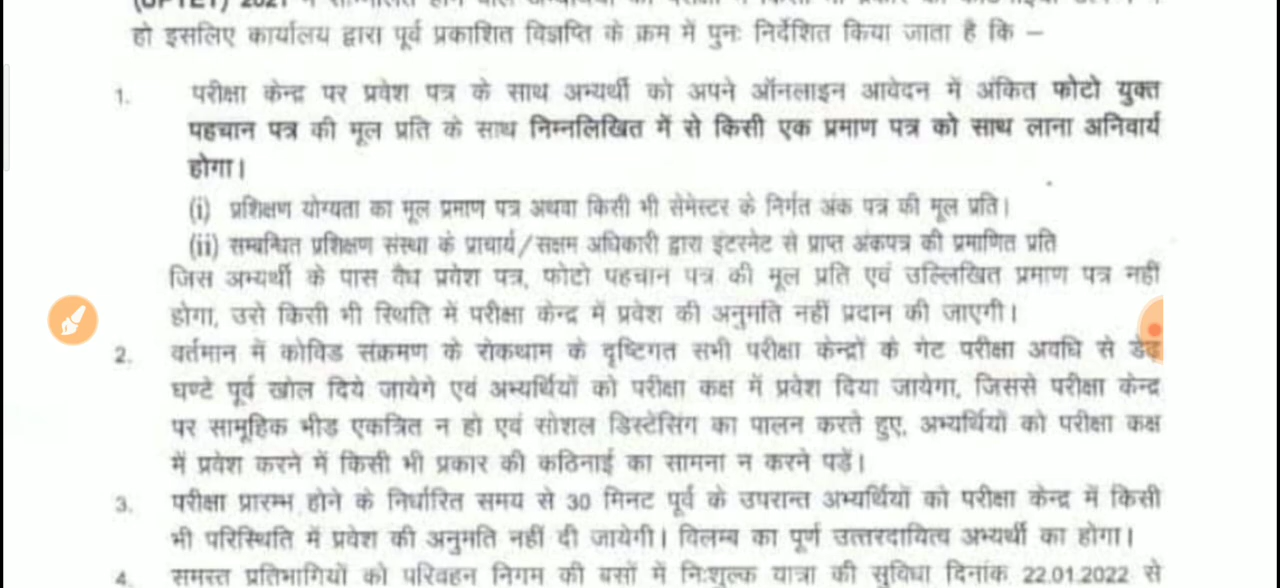 (UPTET) 2021 में सम्मिलित होने वाले अभ्यर्थियों को परीक्षा में किसी भी प्रकार की
हो इसलिए कार्यालय द्वारा पूर्व प्रकाशित विज्ञप्ति के क्रम में पुनः निर्देशित किया जाता है कि –
1. परीक्षा केन्द्र पर प्रवेश पत्र के साथ अभ्यर्थी को अपने ऑनलाइन आवेदन में अंकित फोटो युक्त
पहचान पत्र की मूल प्रति के साथ निम्नलिखित में से किसी एक प्रमाण पत्र को साथ लाना अनिवार्य
होगा।
(i) प्रशिक्षण योग्यता का मूल प्रमाण पत्र अथवा किसी भी सेमेस्टर के निर्गत अंक पत्र की मूल प्रति।
(ii) सम्बन्धित प्रशिक्षण संस्था के प्राचार्य/सक्षम अधिकारी द्वारा इंटरनेट से प्राप्त अंकपत्र की प्रमाणित प्रति
जिस अभ्यर्थी के पास वैध प्रवेश पत्र, फोटो पहचान पत्र की मूल प्रति एवं उल्लिखित प्रमाण पत्र नहीं
होगा, उसे किसी भी स्थिति में परीक्षा केन्द्र में प्रवेश की अनुमति नहीं प्रदान की जाएगी।
2. वर्तमान में कोविड संक्रमण के रोकथाम के दृष्टिगत सभी परीक्षा केन्द्रों के गेट परीक्षा अवधि से डेढ़
घण्टे पूर्व खोल दिये जायेगे एवं अभ्यर्थियों को परीक्षा कक्ष में प्रवेश दिया जायेगा, जिससे परीक्षा केन्द्र
पर सामूहिक भीड एकत्रित न हो एवं सोशल डिस्टेसिंग का पालन करते हुए, अभ्यर्थियों को परीक्षा कक्ष
में प्रवेश करने में किसी भी प्रकार की कठिनाई का सामना न करने पड़ें।
3. परीक्षा प्रारम्भ होने के निर्धारित समय से 30 मिनट पूर्व के उपरान्त अभ्यर्थियों को परीक्षा केन्द्र में किसी
भी परिस्थिति में प्रवेश की अनुमति नहीं दी जायेगी। विलम्ब का पूर्ण उत्तरदायित्व अभ्यर्थी का होगा।
4. समस्त प्रतिभागियों को परिवहन निगम की बसों में निःशुल्क यात्रा की सुविधा दिनांक 22.01.2022 से